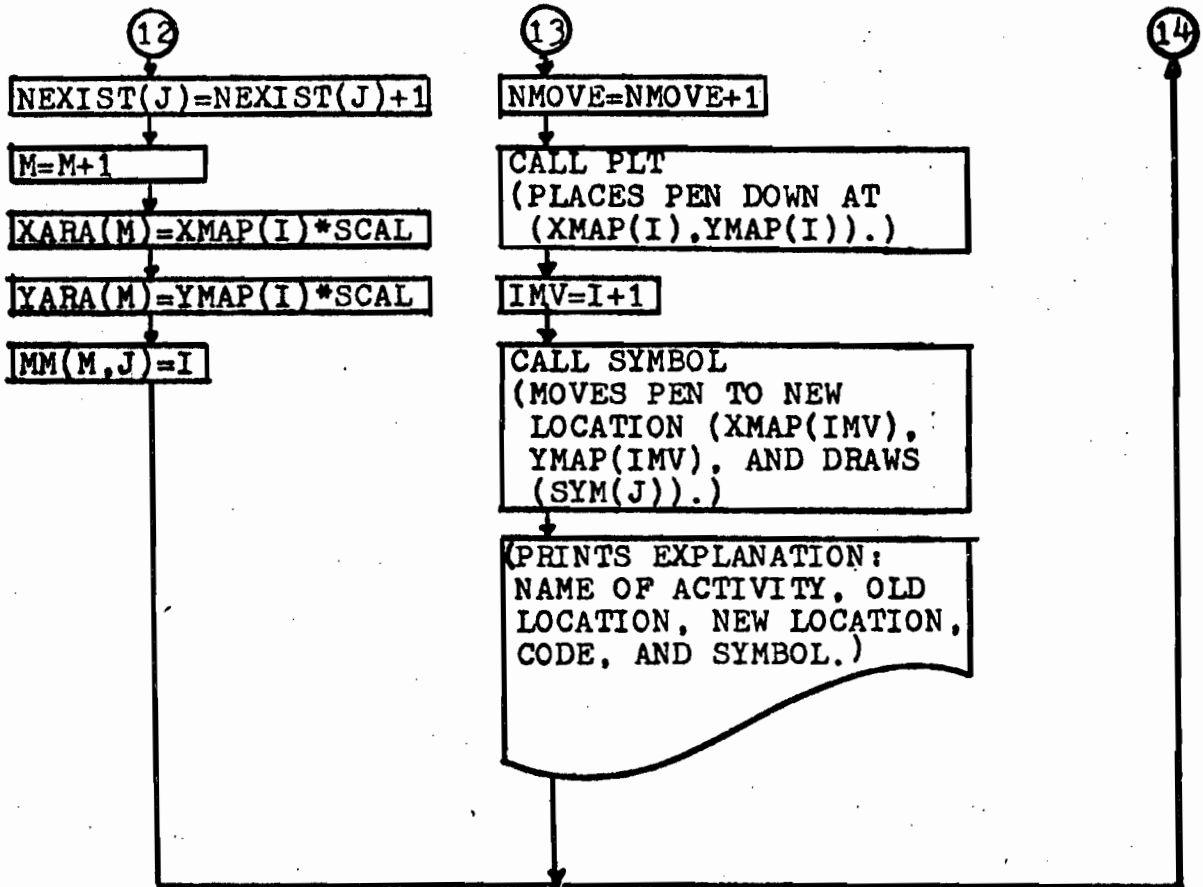 12
NEXIST(J)=NEXIST(J)+1
M=M+1
XARA(M)=XMAP(I)*SCAL
YARA(M)=YMAP(I)*SCAL
MM(M,J)=I
13
NMOVE=NMOVE+1
CALL PLT
(PLACES PEN DOWN AT
(XMAP(I),YMAP(I)).)
IMV=I+1
CALL SYMBOL
(MOVES PEN TO NEW
LOCATION (XMAP(IMV),
YMAP(IMV), AND DRAWS
(SYM(J)).)
(PRINTS EXPLANATION:
NAME OF ACTIVITY, OLD
LOCATION, NEW LOCATION,
CODE, AND SYMBOL.)
14